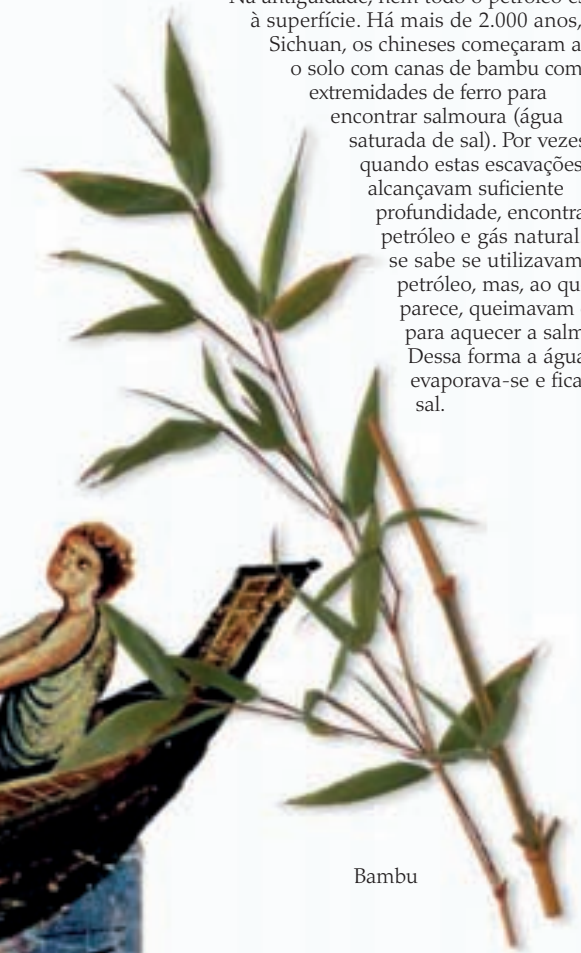 Na antiguidade, nem todo o petróleo
à superfície. Há mais de 2.000 anos,
Sichuan, os chineses começaram a
o solo com canas de bambu com
extremidades de ferro para
encontrar salmoura (água
saturada de sal). Por vezes
quando estas escavações
alcançavam suficiente
profundidade,
petróleo e gás natural
se sabe se utilizavam
petróleo, mas, ao
parece, queimavam
para aquecer a
Dessa forma a água
evaporava-se e
sal.
Bambu